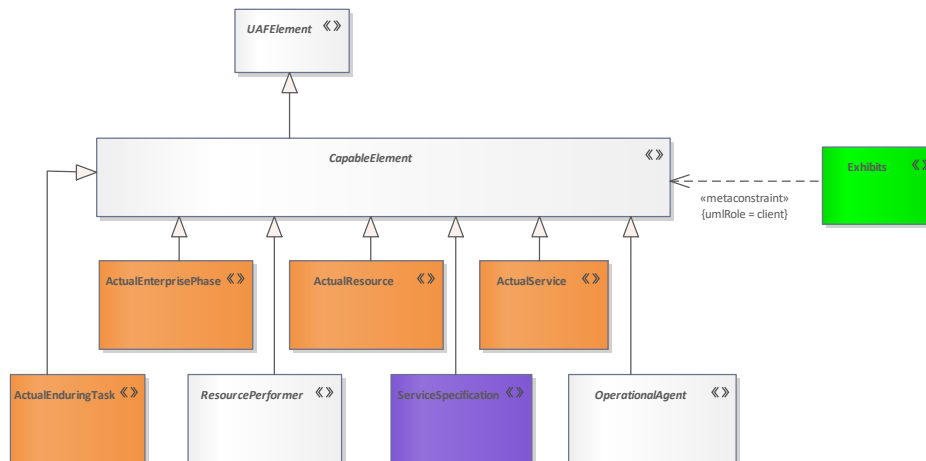 UAFElement «»
CapableElement «»
Exhibits «»
«metaconstraint»
{umlRole = client}
ActualEnterprisePhase «»
ActualResource «»
ActualService «»
ActualEnduringTask «»
ResourcePerformer «»
ServiceSpecification «»
OperationalAgent «»